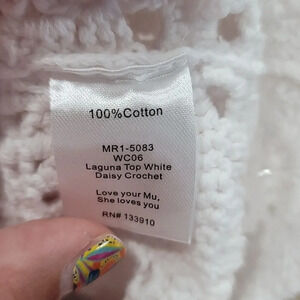 100%Cotton
MR1-5083
WC06
Laguna Top White
Daisy Crochet
Love your Mu,
She loves you
RN# 133910